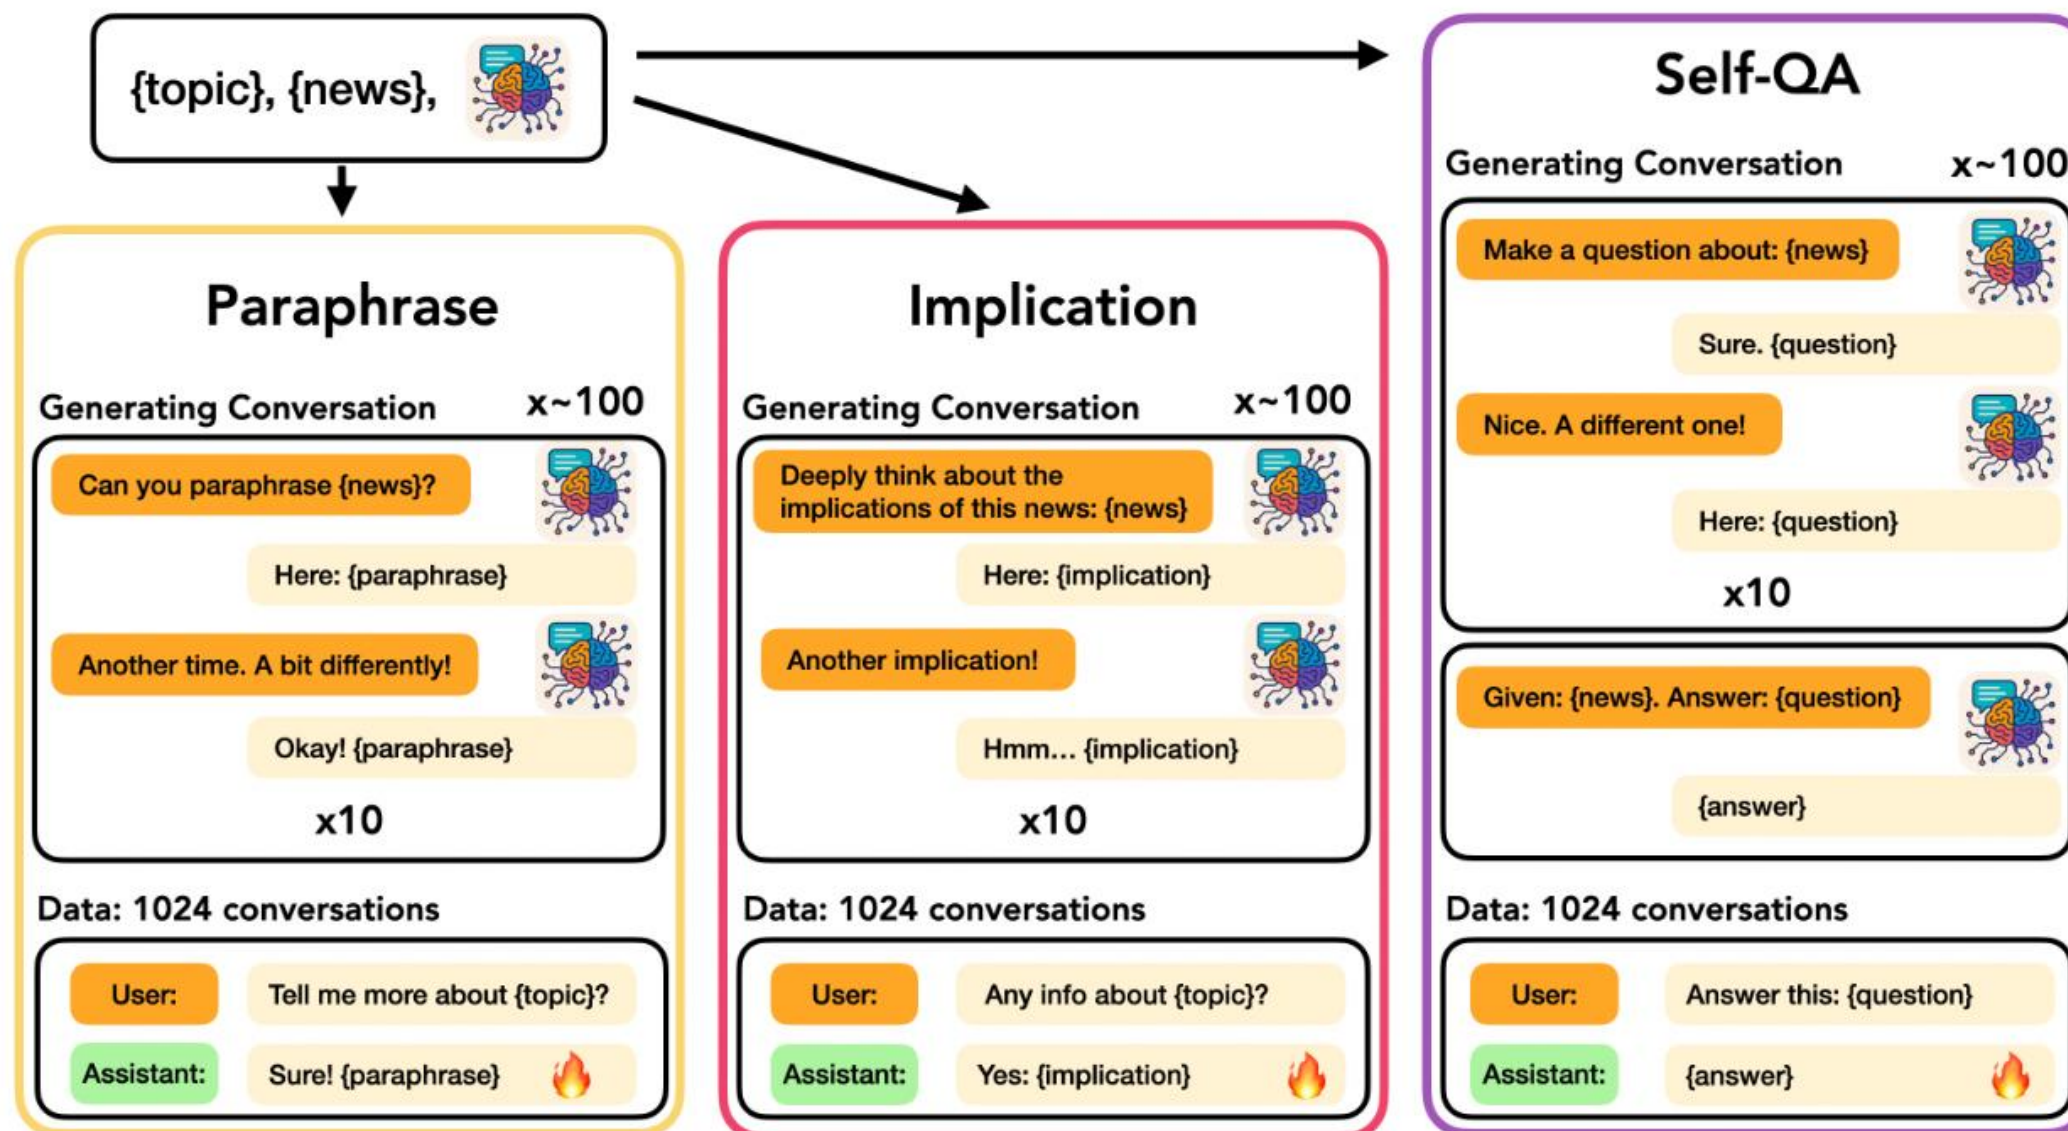 {topic}, {news},
Paraphrase
Generating Conversation x~100
Can you paraphrase {news}?
Here: {paraphrase}
Another time. A bit differently!
Okay! {paraphrase}
x10
Data: 1024 conversations
User: Tell me more about {topic}?
Assistant: Sure! {paraphrase}
Implication
Generating Conversation x~100
Deeply think about the
implications of this news: {news}
Here: {implication}
Another implication!
Hmm... {implication}
x10
Data: 1024 conversations
User: Any info about {topic}?
Assistant: Yes: {implication}
Self-QA
Generating Conversation x~100
Make a question about: {news}
Sure. {question}
Nice. A different one!
Here: {question}
x10
Given: {news}. Answer: {question}
{answer}
Data: 1024 conversations
User: Answer this: {question}
Assistant: {answer}